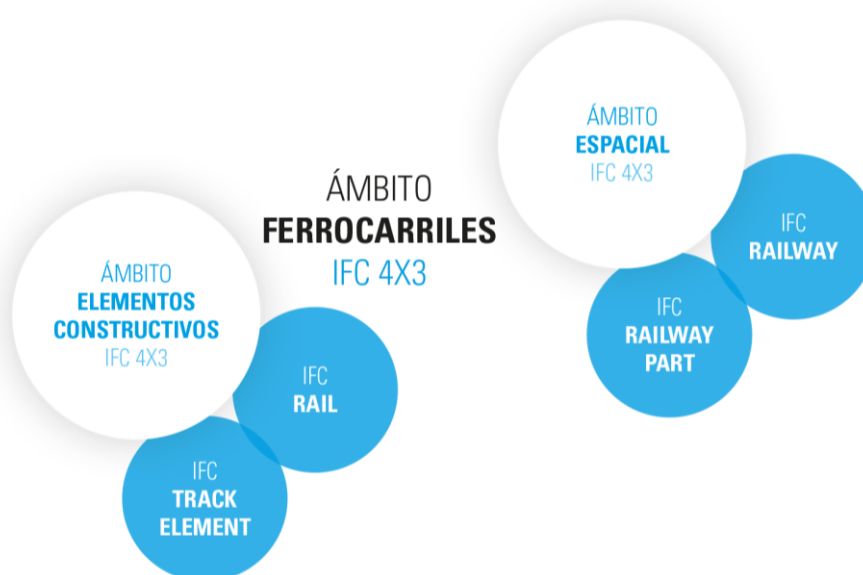 ÁMBITO
FERROCARRILES
IFC 4X3
ÁMBITO
ELEMENTOS
CONSTRUCTIVOS
IFC 4X3
IFC
RAIL
IFC
TRACK
ELEMENT
ÁMBITO
ESPACIAL
IFC 4X3
IFC
RAILWAY
IFC
RAILWAY
PART